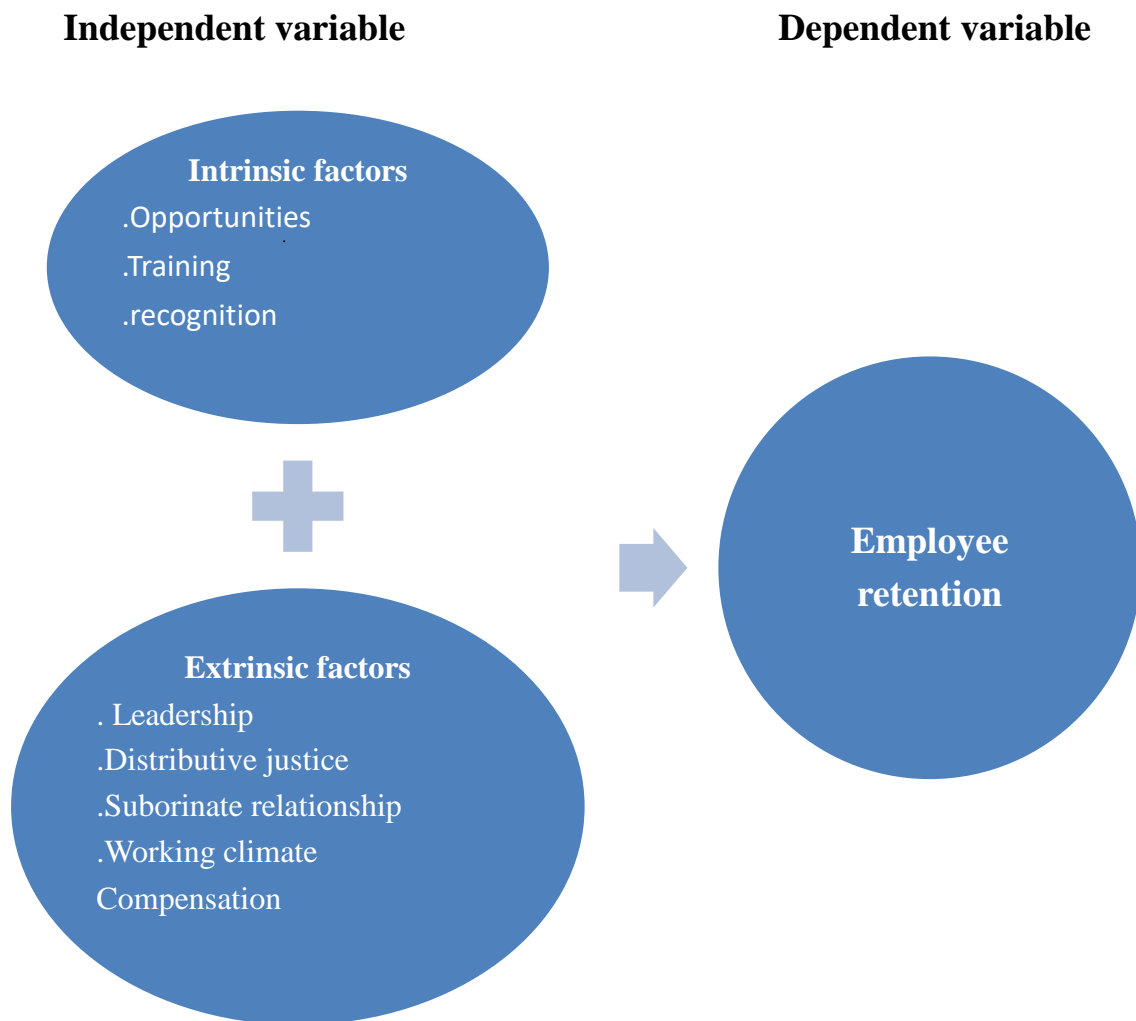 Independent variable
Dependent variable
Intrinsic factors
.Opportunities
.Training
.recognition
Employee
retention
Extrinsic factors
. Leadership
.Distributive justice
.Suborinate relationship
.Working climate
Compensation